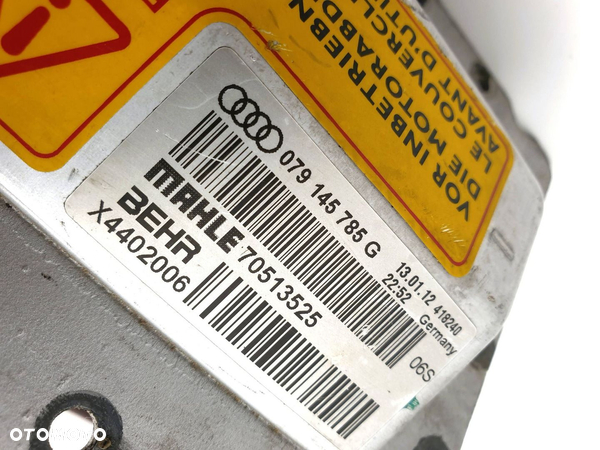 VOR INBETRIEBN
DIE MOTORABD
LE COUVERCL
AVANT D'UTI
079 145 785 G
MAHLE
BEHR
70513525
X4402006
13.01.12 418240
22:52 Germany
06S
OTOMOTO